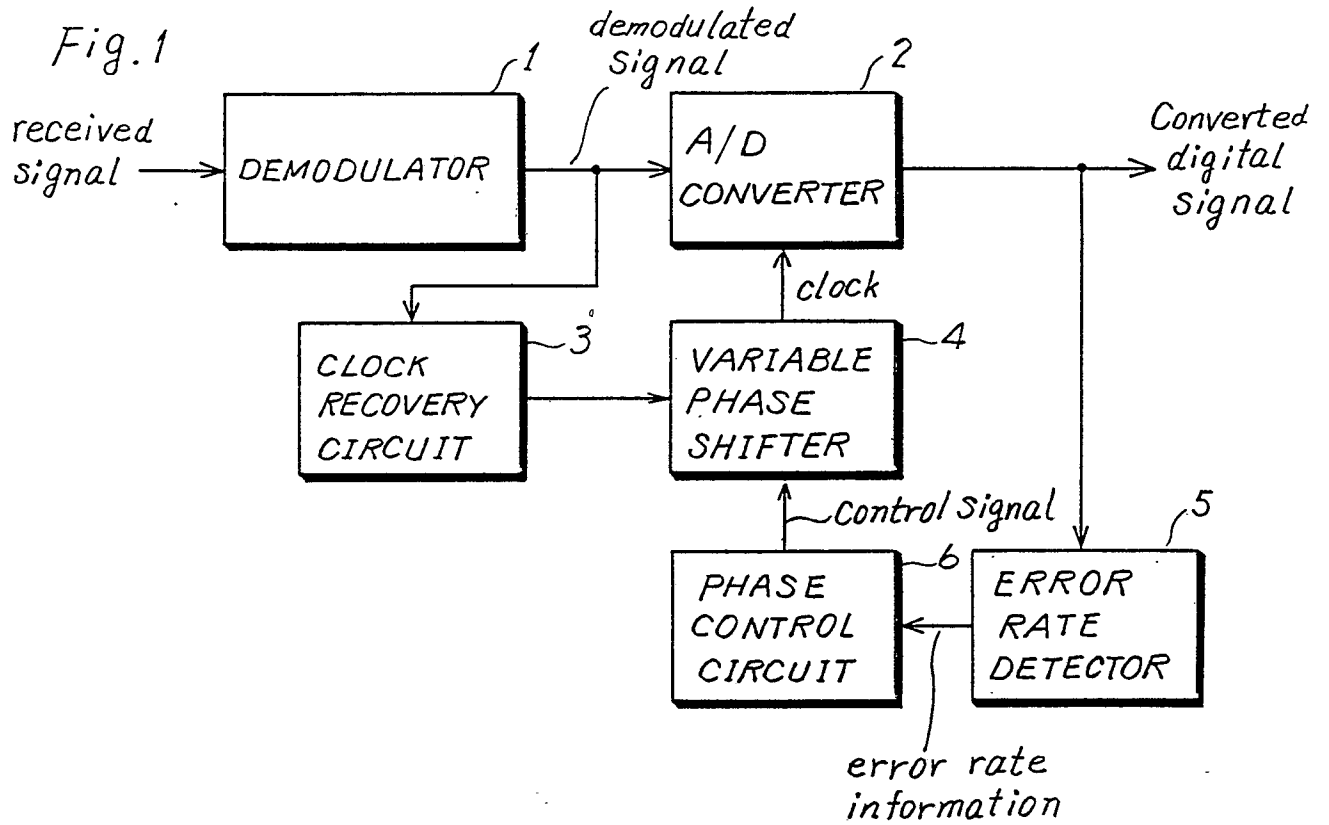 Fig. 1
demodulated
signal
1
2
received
signal
DEMODULATOR
A/D
CONVERTER
Converted
digital
signal
clock
3
4
CLOCK
RECOVERY
CIRCUIT
VARIABLE
PHASE
SHIFTER
Control signal
5
6
PHASE
CONTROL
CIRCUIT
ERROR
RATE
DETECTOR
error rate
information